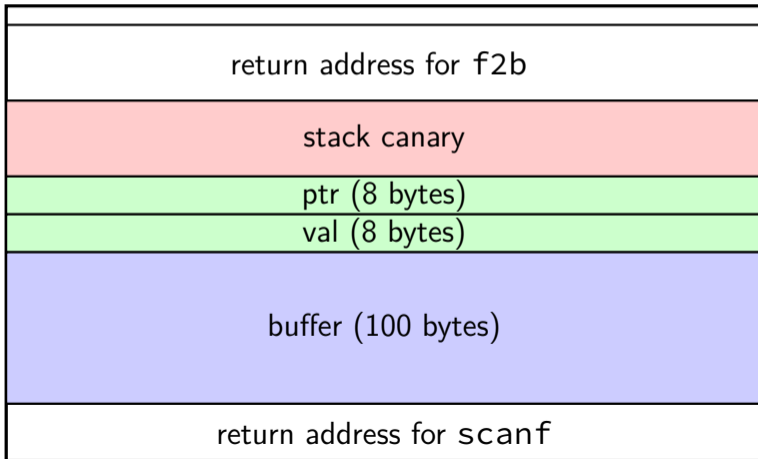 return address for f2b
stack canary
ptr (8 bytes)
val (8 bytes)
buffer (100 bytes)
return address for scanf